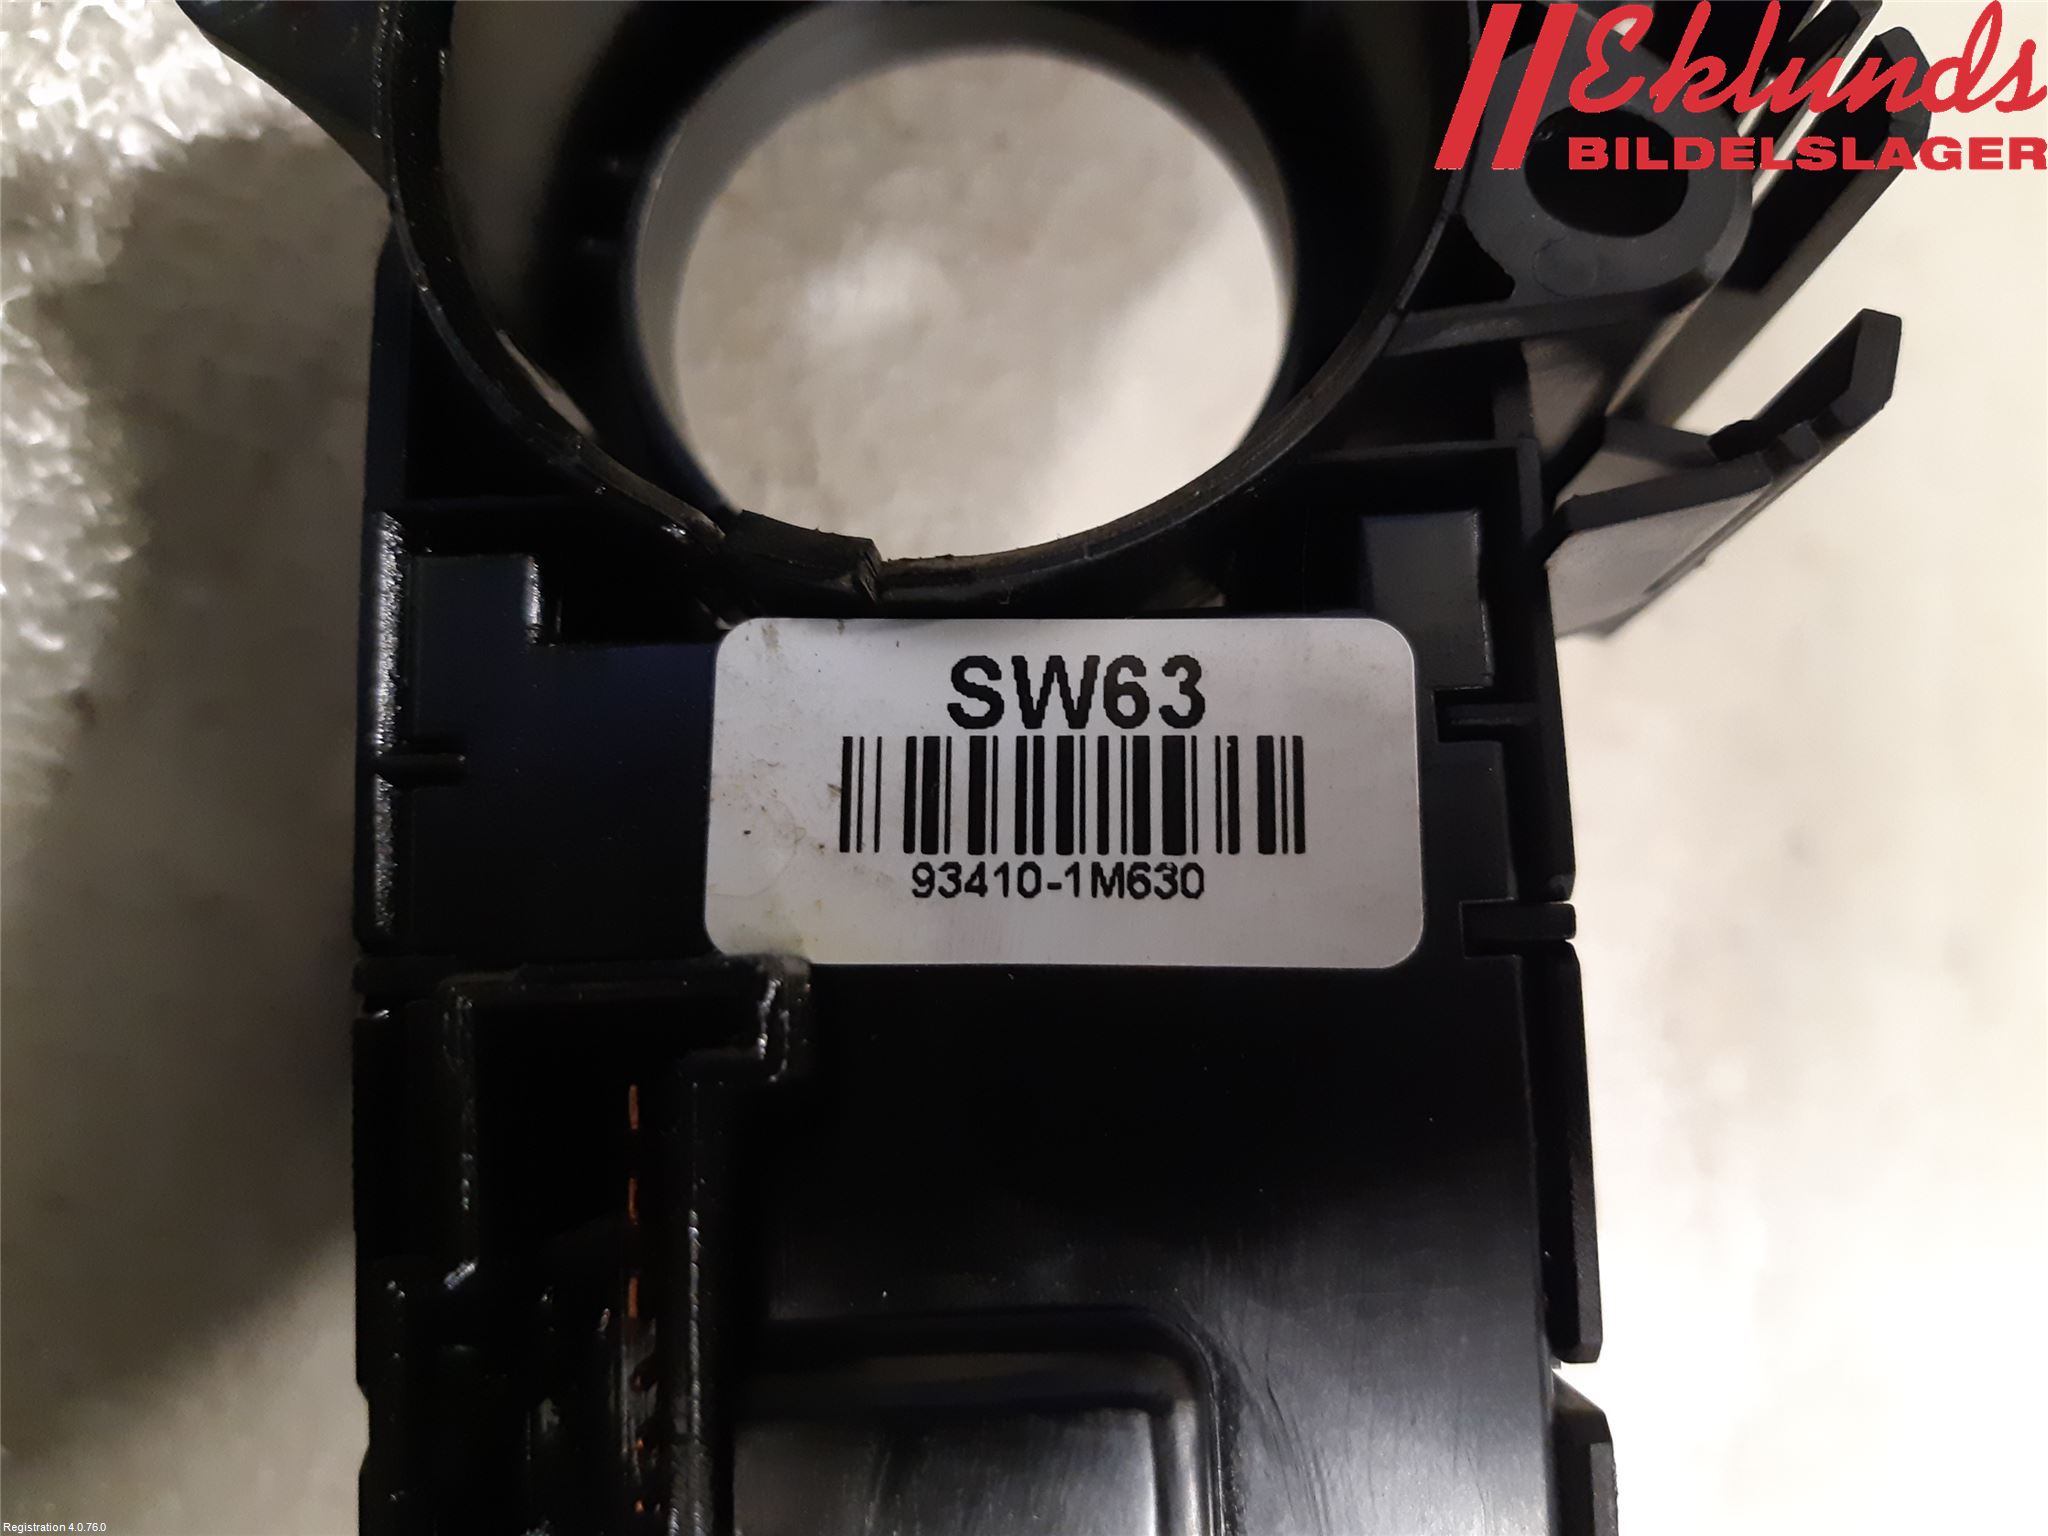 Eklunds
BILDELSLAGER
SW63
93410-1M630
Registration 4.0.76.0